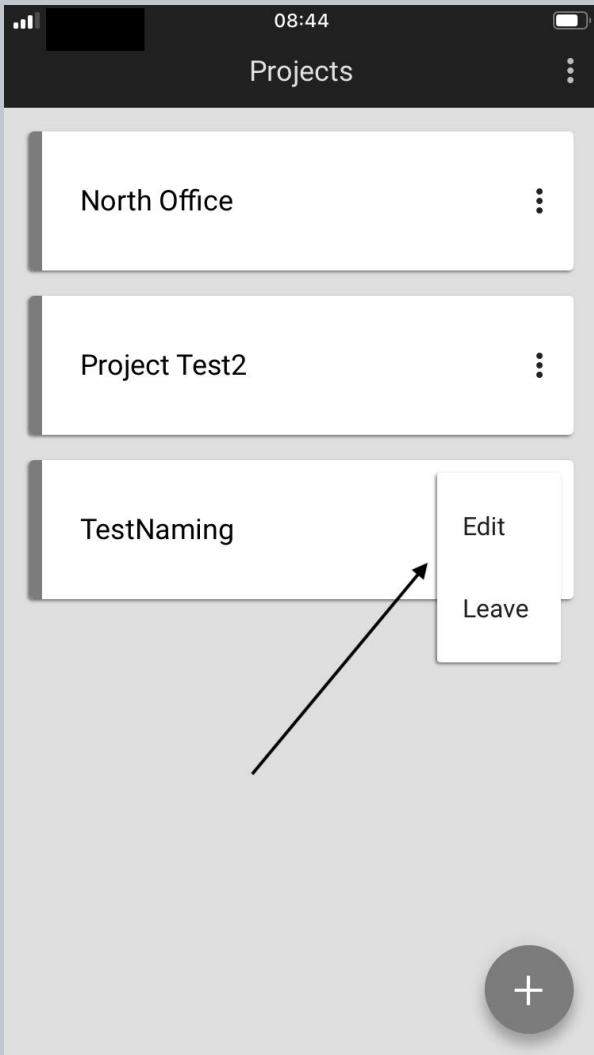 08:44
Projects
North Office
Project Test2
TestNaming
Edit
Leave